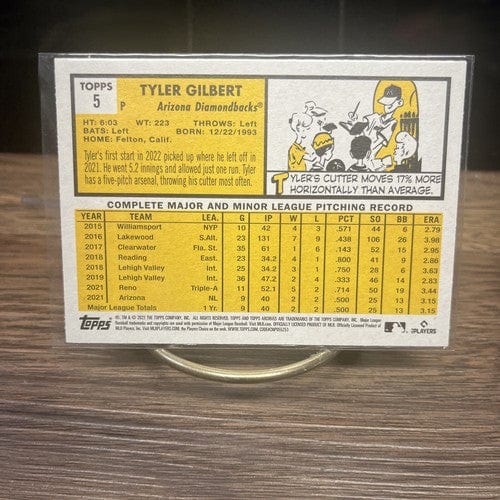 TOPPS
5
P
TYLER GILBERT
Arizona Diamondbacks®
HT: 6:03 WT: 223 THROWS: Left
BATS: Left BORN: 12/22/1993
HOME: Felton, Calif.
Tyler's first start in 2022 picked up where he left off in
2021. He went 5.2 innings and allowed just one run. Tyler
has a five-pitch arsenal, throwing his cutter most often.
TYLER'S CUTTER MOVES 17% MORE
HORIZONTALLY THAN AVERAGE.
COMPLETE MAJOR AND MINOR LEAGUE PITCHING RECORD
YEAR TEAM LEA. G IP W L PCT SO BB ERA
2015 Williamsport NYP 10 42 4 3 .571 44 6 2.79
2016 Lakewood S.Atl. 23 131 7 9 .438 106 26 3.98
2017 Clearwater Fla. St. 35 61 1 6 .143 52 15
2018 Reading East. 23 34.2 4 1 .800 41 9 2.86
2018 Lehigh Valley Int. 25 34.2 3 1 .750 28 6 3.63
2019 Lehigh Valley Int. 36 47.2 2 4 .333 46 14 2.83
2021 Reno Triple-A 11 52.1 5 2 .714 50 19 3.44
2021 Arizona NL 9 40 2 2 .500 25 13 3.15
Major League Totals 1 Yr. 9 40 2 2 .500 25 13 3.15
Topps
MLB PLAYERS